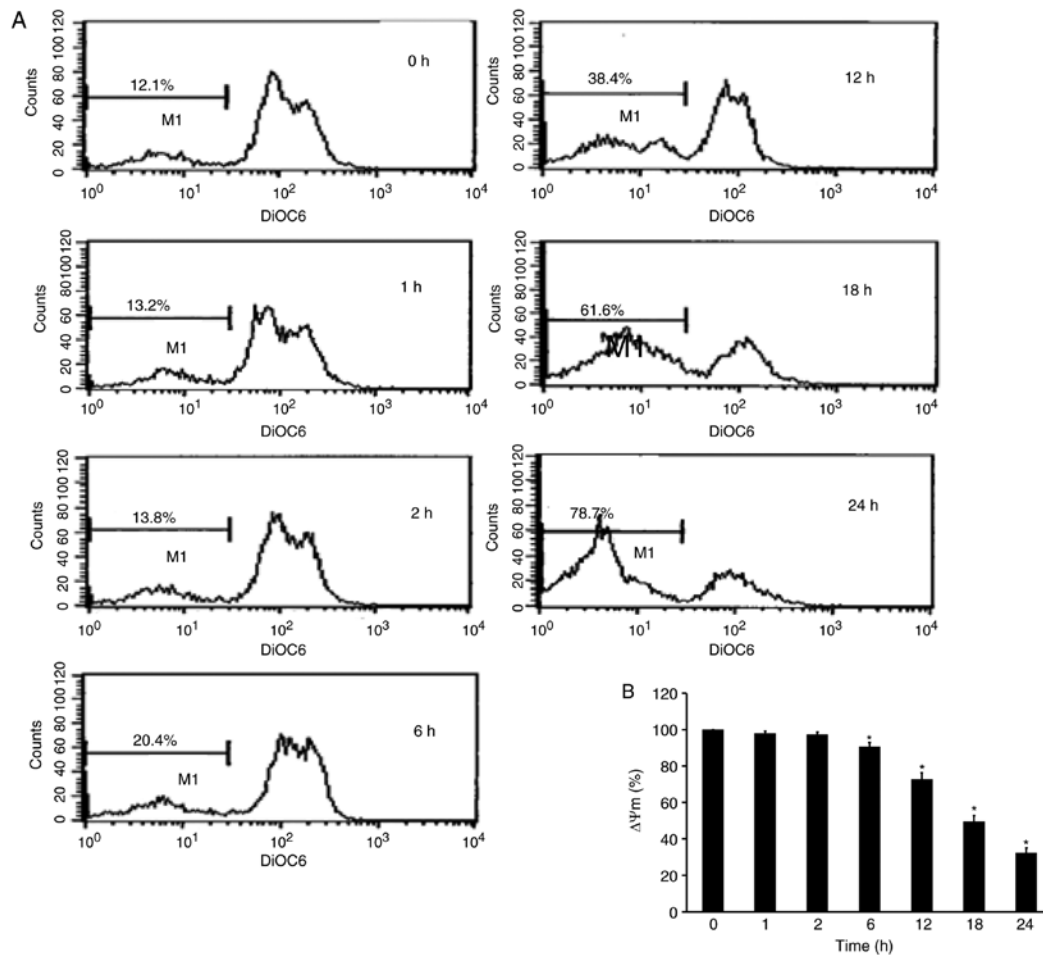 A
120
100
80
60
40
20
0
Counts
12.1%
M1
0 h
10^0 10^1 10^2 10^3 10^4
DiOC6
120
100
80
60
40
20
0
Counts
38.4%
M1
12 h
10^0 10^1 10^2 10^3 10^4
DiOC6
120
100
80
60
40
20
0
Counts
13.2%
M1
1 h
10^0 10^1 10^2 10^3 10^4
DiOC6
120
100
80
60
40
20
0
Counts
61.6%
M1
18 h
10^0 10^1 10^2 10^3 10^4
DiOC6
120
100
80
60
40
20
0
Counts
13.8%
M1
2 h
10^0 10^1 10^2 10^3 10^4
DiOC6
120
100
80
60
40
20
0
Counts
78.7%
M1
24 h
10^0 10^1 10^2 10^3 10^4
DiOC6
120
100
80
60
40
20
0
Counts
20.4%
M1
6 h
10^0 10^1 10^2 10^3 10^4
DiOC6
B
120
100
80
60
40
20
0
ΔΨm (%)
* * * *
0 1 2 6 12 18 24
Time (h)